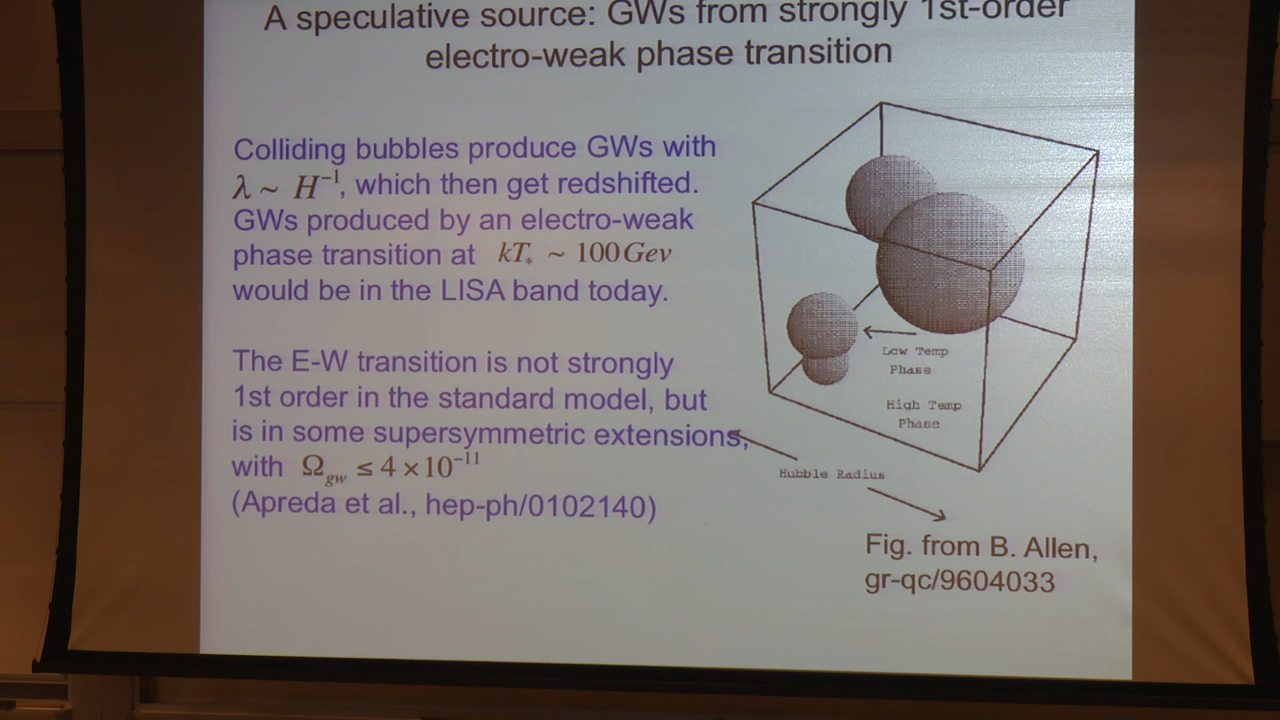 A speculative source: GWs from strongly 1st-order
electro-weak phase transition
Colliding bubbles produce GWs with
λ ~ H⁻¹, which then get redshifted.
GWs produced by an electro-weak
phase transition at kT* ~ 100 Gev
would be in the LISA band today.
The E-W transition is not strongly
1st order in the standard model, but
is in some supersymmetric extensions,
with Ω_gw ≤ 4 × 10⁻¹¹
(Apreda et al., hep-ph/0102140)
Low Temp
Phase
High Temp
Phase
Hubble Radius
Fig. from B. Allen,
gr-qc/9604033